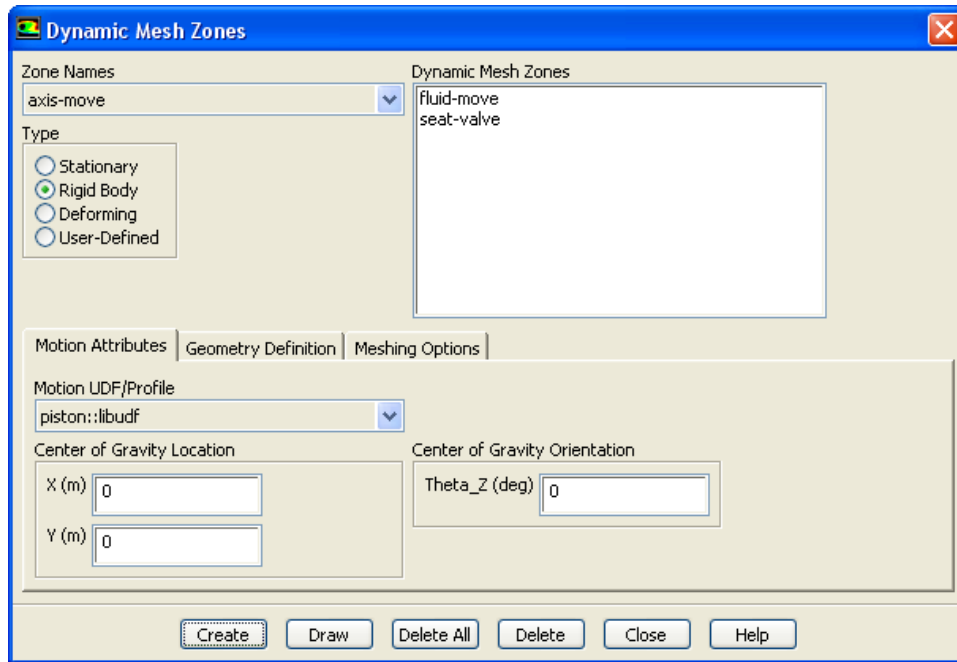 Dynamic Mesh Zones
Zone Names
axis-move
Type
Stationary
Rigid Body
Deforming
User-Defined
Dynamic Mesh Zones
fluid-move
seat-valve
Motion Attributes
Geometry Definition
Meshing Options
Motion UDF/Profile
piston::libudf
Center of Gravity Location
X (m) 0
Y (m) 0
Center of Gravity Orientation
Theta_Z (deg) 0
Create
Draw
Delete All
Delete
Close
Help